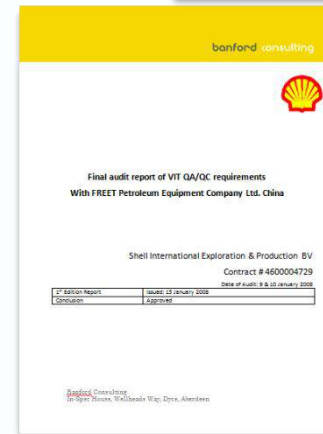 banford consulting
Final audit report of VIT QA/QC requirements
With FREET Petroleum Equipment Company Ltd. China
Shell International Exploration & Production BV
Contract # 4600004729
Date of Audit: 9 & 10 January 2008
1st Edition Report Issued: 15 January 2008
Conclusion Approved
Banford Consulting
In-Spec House, Wellheads Way, Dyce, Aberdeen